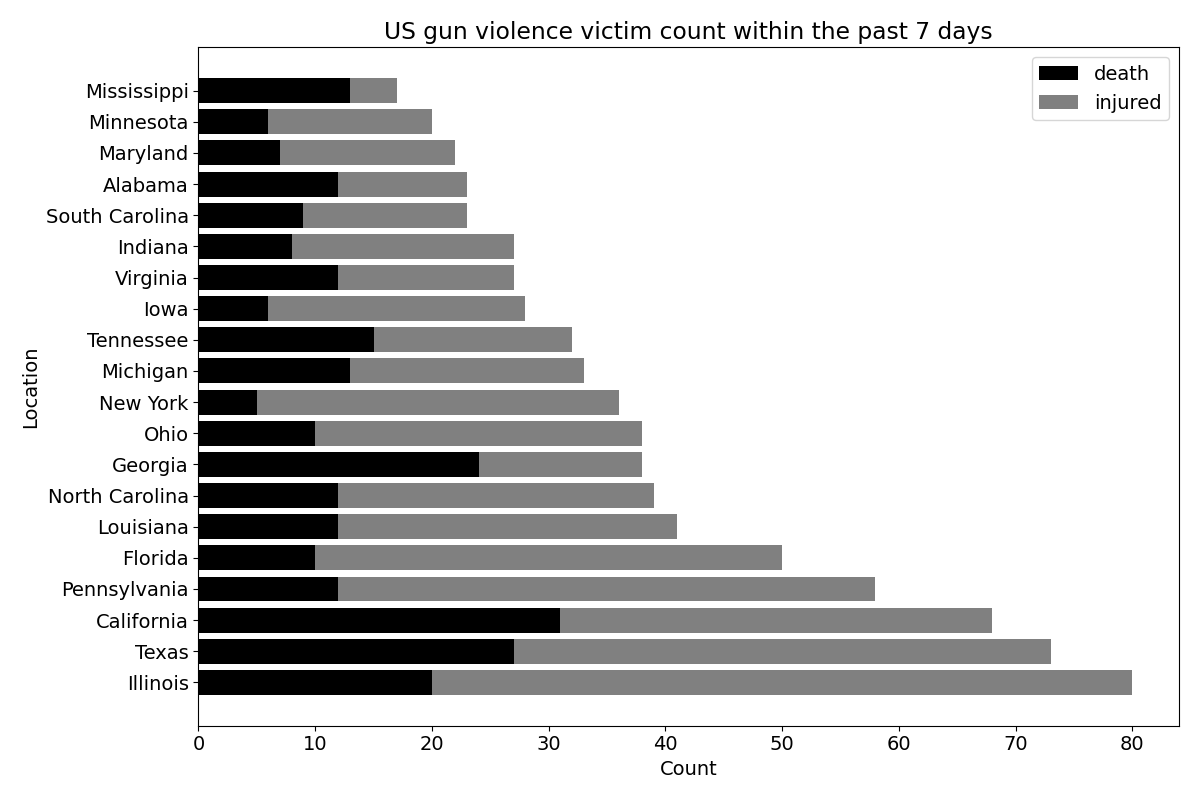 US gun violence victim count within the past 7 days
death
injured
Location
Mississippi
Minnesota
Maryland
Alabama
South Carolina
Indiana
Virginia
Iowa
Tennessee
Michigan
New York
Ohio
Georgia
North Carolina
Louisiana
Florida
Pennsylvania
California
Texas
Illinois
0 10 20 30 40 50 60 70 80
Count